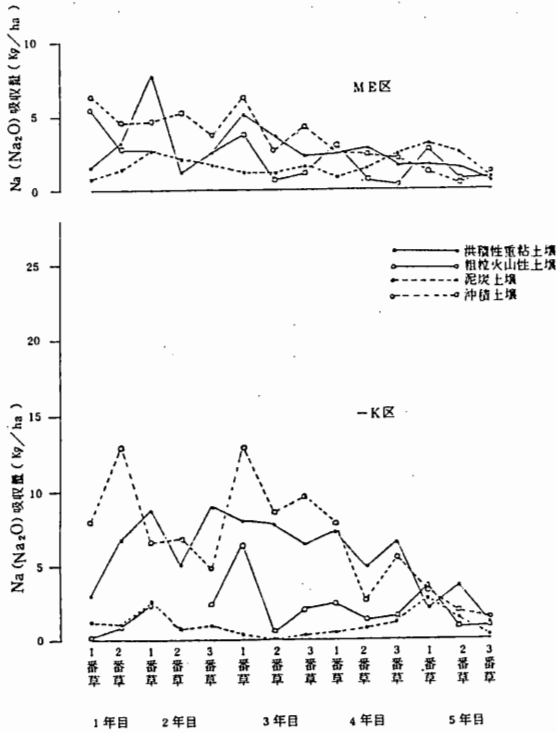 Na(Na₂O)吸収量(Kg/ha)
10
5
0
ME区
Na(Na₂O)吸収量(Kg/ha)
25
20
15
10
5
0
洪積性重粘土壌
粗粒火山性土壌
泥炭土壌
沖積土壌
-K区
1番草 2番草 1番草 2番草 3番草 1番草 2番草 3番草 1番草 2番草 3番草 1番草 2番草 3番草
1年目 2年目 3年目 4年目 5年目